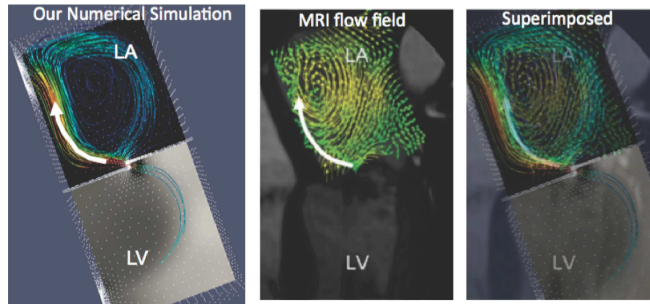 Our Numerical Simulation
MRI flow field
Superimposed
LA
LA
LA
LV
LV
LV